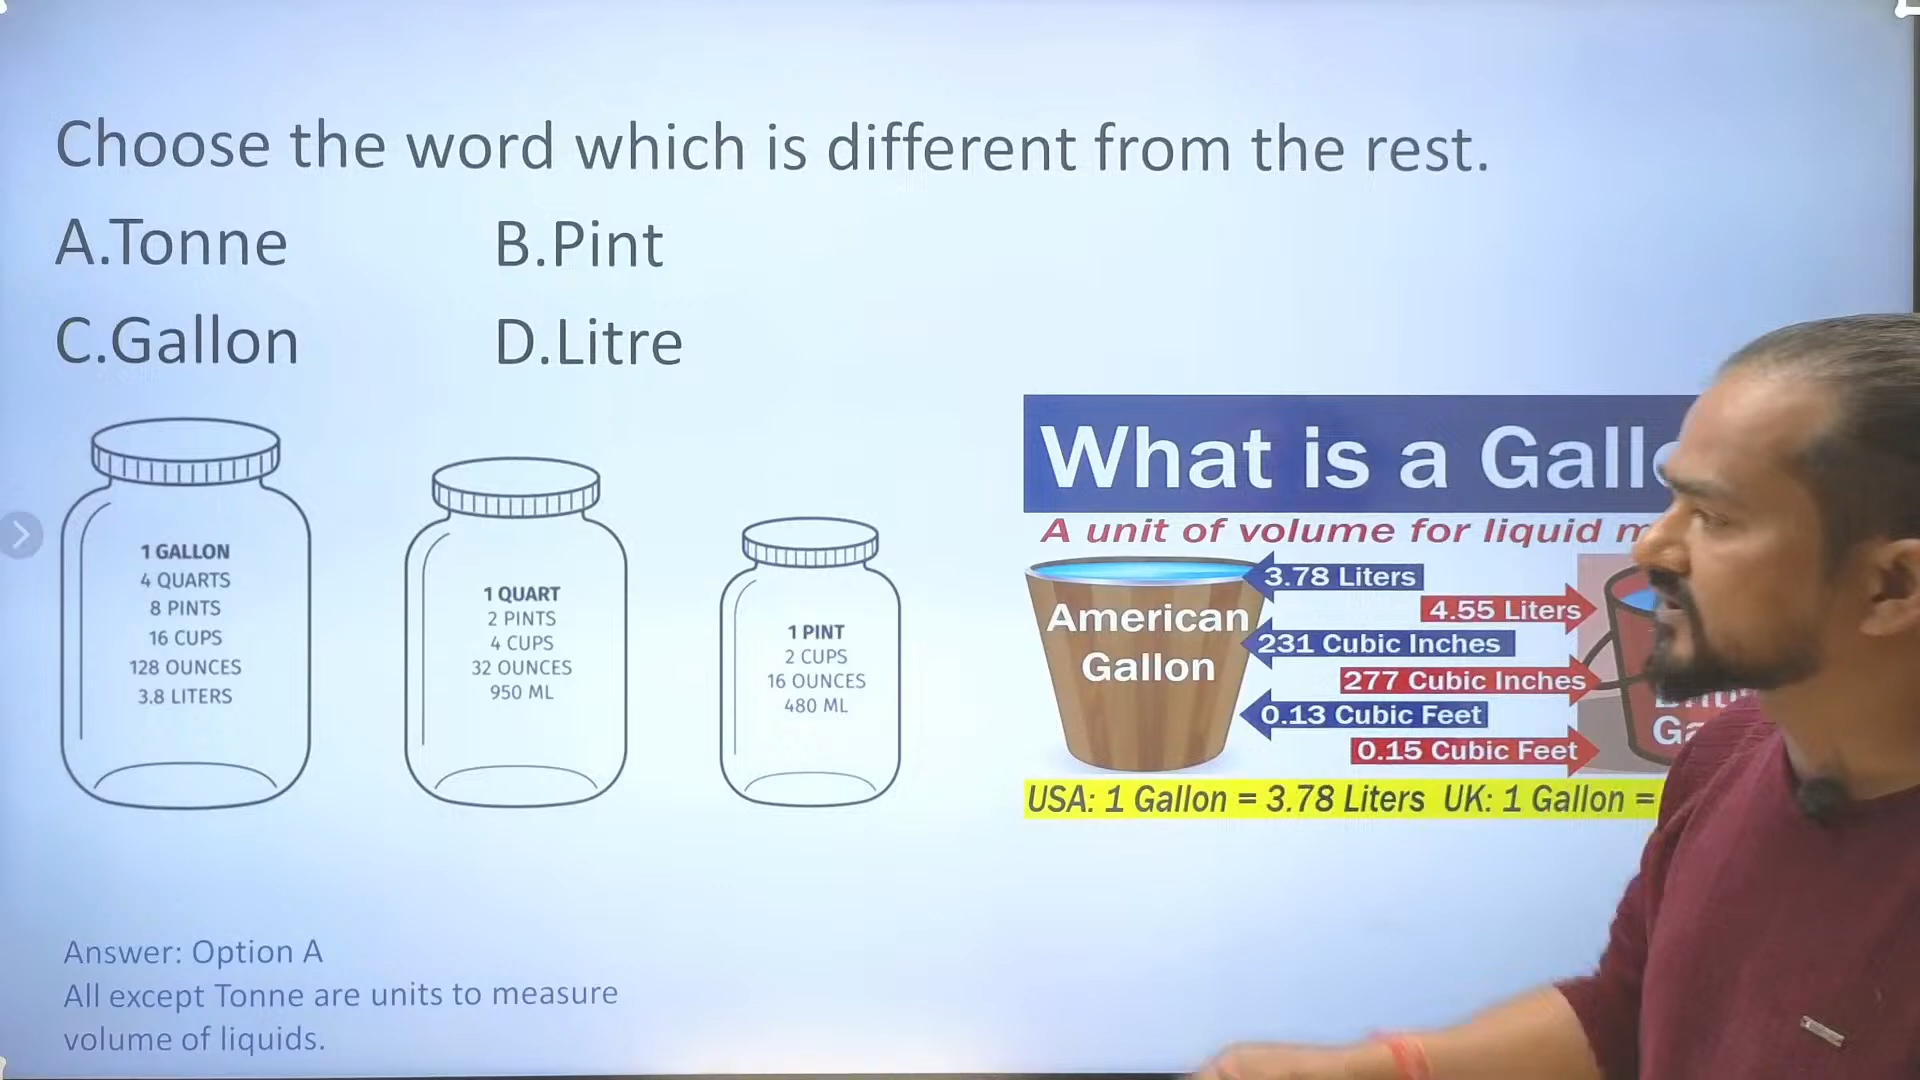 Choose the word which is different from the rest.
A.Tonne B.Pint
C.Gallon D.Litre
1 GALLON
4 QUARTS
8 PINTS
16 CUPS
128 OUNCES
3.8 LITERS
1 QUART
2 PINTS
4 CUPS
32 OUNCES
950 ML
1 PINT
2 CUPS
16 OUNCES
480 ML
What is a Gall
A unit of volume for liquid m
American
Gallon
3.78 Liters
4.55 Liters
231 Cubic Inches
277 Cubic Inches
0.13 Cubic Feet
0.15 Cubic Feet
USA: 1 Gallon = 3.78 Liters UK: 1 Gallon =
Answer: Option A
All except Tonne are units to measure
volume of liquids.